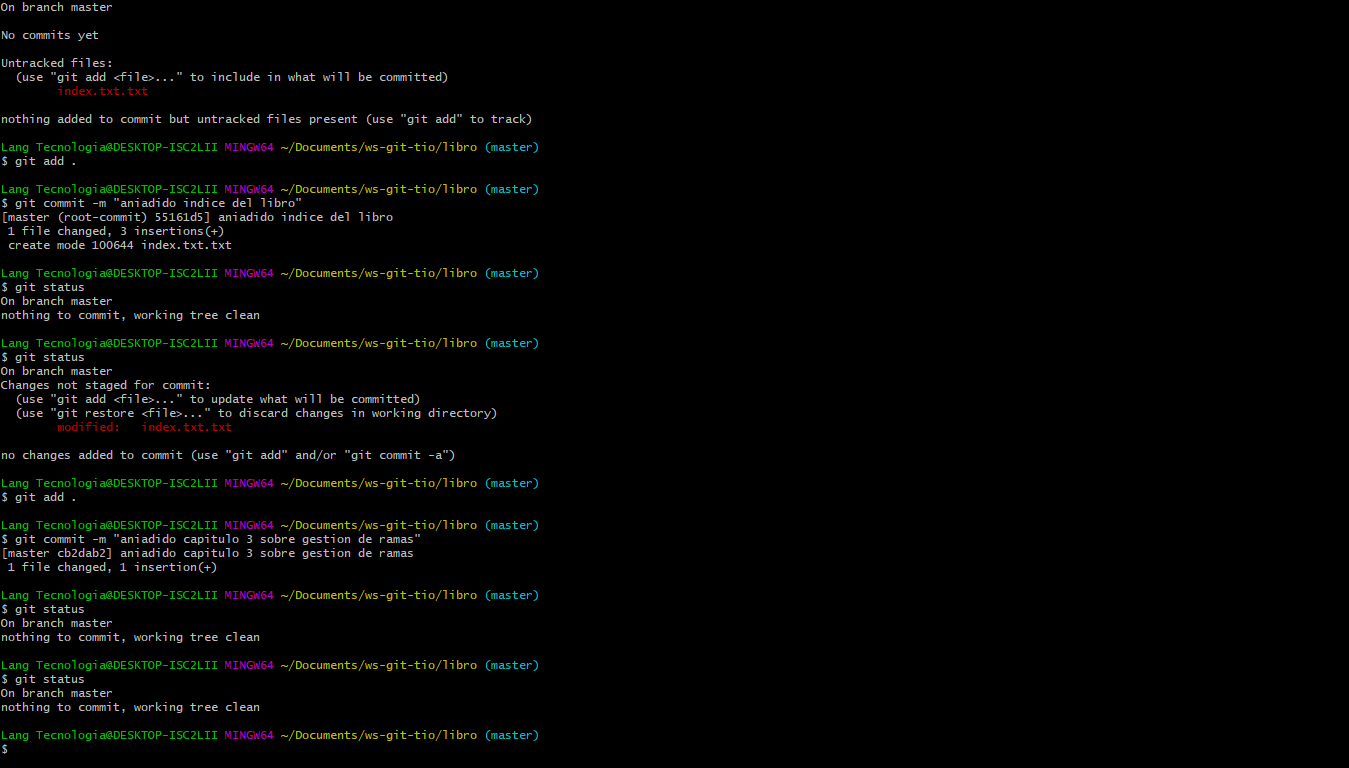 On branch master
No commits yet
Untracked files:
(use "git add <file>..." to include in what will be committed)
index.txt.txt
nothing added to commit but untracked files present (use "git add" to track)
Lang Tecnologia@DESKTOP-ISC2LII MINGW64 ~/Documents/ws-git-tio/libro (master)
$ git add .
Lang Tecnologia@DESKTOP-ISC2LII MINGW64 ~/Documents/ws-git-tio/libro (master)
$ git commit -m "aniadido indice del libro"
[master (root-commit) 55161d5] aniadido indice del libro
1 file changed, 3 insertions(+)
create mode 100644 index.txt.txt
Lang Tecnologia@DESKTOP-ISC2LII MINGW64 ~/Documents/ws-git-tio/libro (master)
$ git status
On branch master
nothing to commit, working tree clean
Lang Tecnologia@DESKTOP-ISC2LII MINGW64 ~/Documents/ws-git-tio/libro (master)
$ git status
On branch master
Changes not staged for commit:
(use "git add <file>..." to update what will be committed)
(use "git restore <file>..." to discard changes in working directory)
modified:   index.txt.txt
no changes added to commit (use "git add" and/or "git commit -a")
Lang Tecnologia@DESKTOP-ISC2LII MINGW64 ~/Documents/ws-git-tio/libro (master)
$ git add .
Lang Tecnologia@DESKTOP-ISC2LII MINGW64 ~/Documents/ws-git-tio/libro (master)
$ git commit -m "aniadido capitulo 3 sobre gestion de ramas"
[master cb2dab2] aniadido capitulo 3 sobre gestion de ramas
1 file changed, 1 insertion(+)
Lang Tecnologia@DESKTOP-ISC2LII MINGW64 ~/Documents/ws-git-tio/libro (master)
$ git status
On branch master
nothing to commit, working tree clean
Lang Tecnologia@DESKTOP-ISC2LII MINGW64 ~/Documents/ws-git-tio/libro (master)
$ git status
On branch master
nothing to commit, working tree clean
Lang Tecnologia@DESKTOP-ISC2LII MINGW64 ~/Documents/ws-git-tio/libro (master)
$